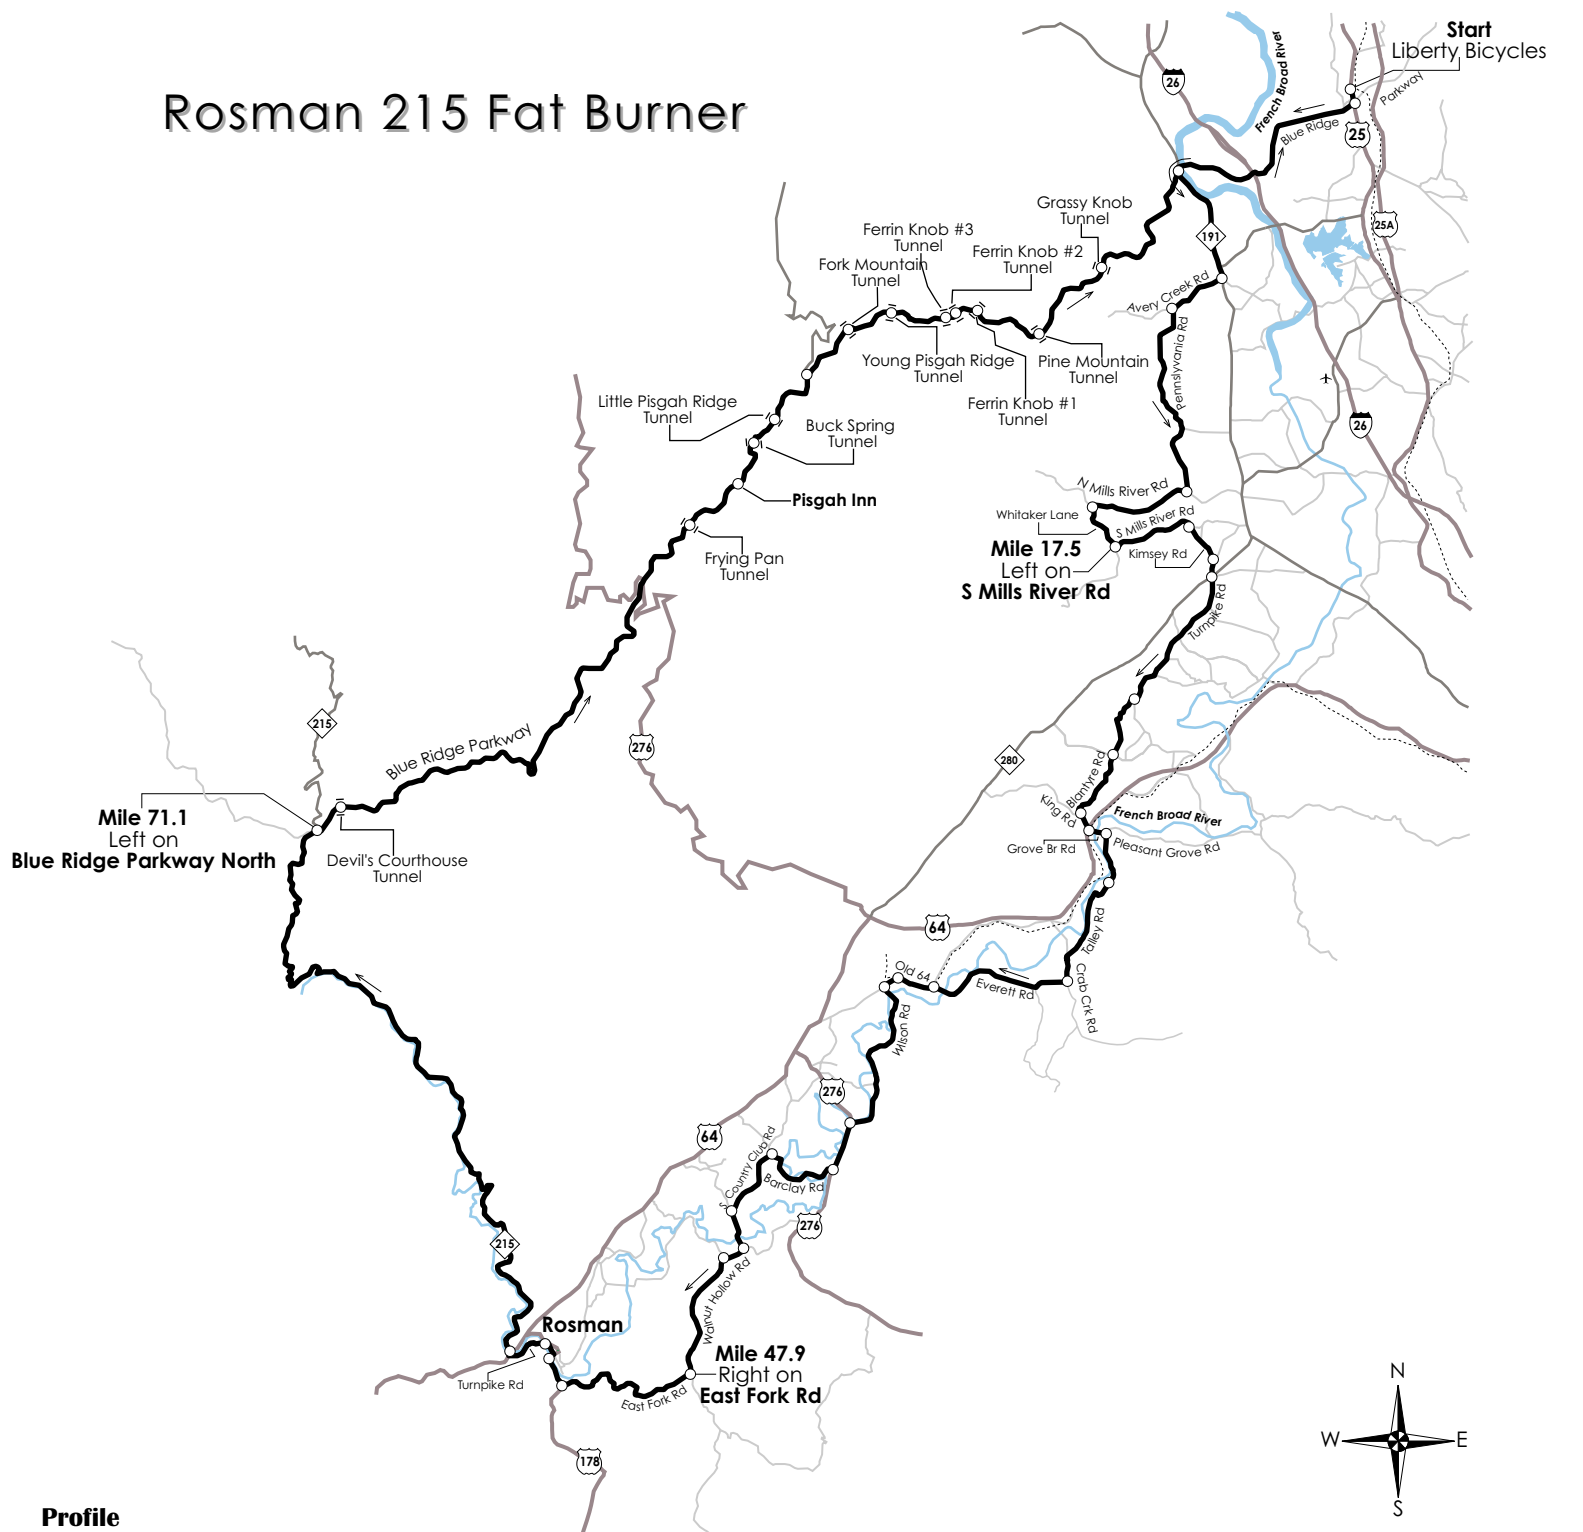 Start
Liberty Bicycles
Rosman 215 Fat Burner
26
French Broad River
Parkway
Blue Ridge
25
25A
191
Grassy Knob
Tunnel
Ferrin Knob #3
Tunnel
Ferrin Knob #2
Tunnel
Fork Mountain
Tunnel
Avery Creek Rd
Pennslyvania Rd
Young Pisgah Ridge
Tunnel
Pine Mountain
Tunnel
Ferrin Knob #1
Tunnel
Little Pisgah Ridge
Tunnel
Buck Spring
Tunnel
26
Pisgah Inn
N Mills River Rd
Whitaker Lane
S Mills River Rd
Kimsey Rd
Mile 17.5
Left on
S Mills River Rd
Frying Pan
Tunnel
Turnpike Rd
215
276
Blue Ridge Parkway
280
Blantyre Rd
King Rd
French Broad River
Grove Br Rd
Pleasant Grove Rd
Mile 71.1
Left on
Blue Ridge Parkway North
Devil's Courthouse
Tunnel
64
Talley Rd
Old 64
Everett Rd
Crab Crk Rd
Wilson Rd
276
64
S Country Club Rd
Barclay Rd
276
215
Walnut Hollow Rd
Rosman
Turnpike Rd
Mile 47.9
Right on
East Fork Rd
East Fork Rd
178
N
W
E
S
Profile